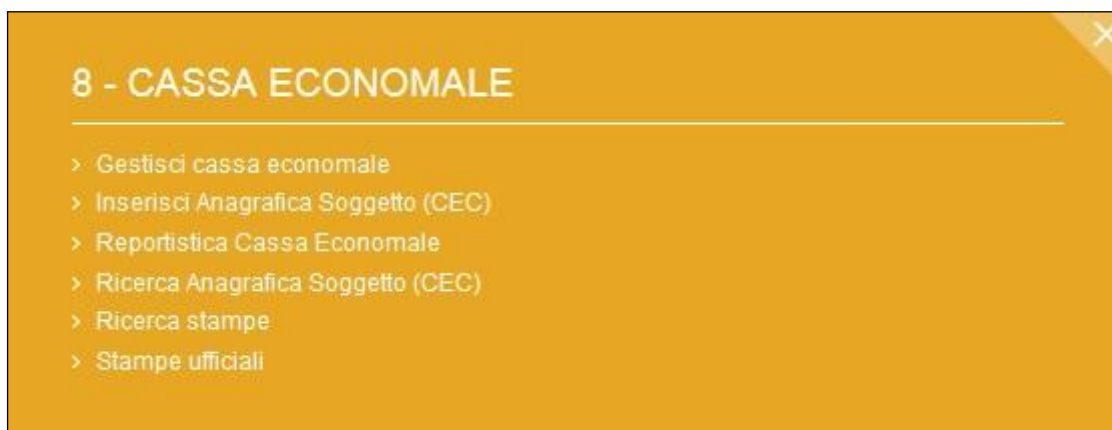 8 - CASSA ECONOMALE
> Gestisci cassa economale
> Inserisci Anagrafica Soggetto (CEC)
> Reportistica Cassa Economale
> Ricerca Anagrafica Soggetto (CEC)
> Ricerca stampe
> Stampe ufficiali